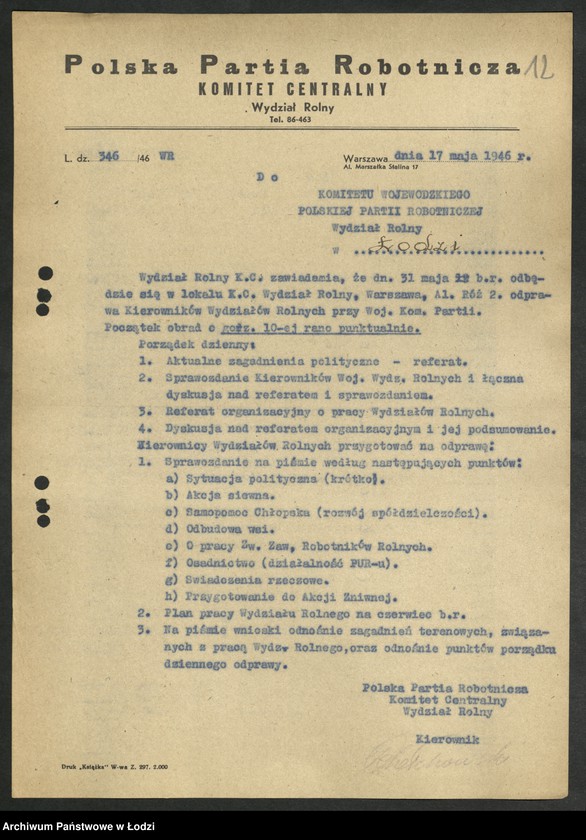 12
Polska Partia Robotnicza
KOMITET CENTRALNY
Wydział Rolny
Tel. 86-463
L. dz. 346 /46 WR
Warszawa dnia 17 maja 1946 r.
Al. Marszałka Stalina 17
D o
KOMITETU WOJEWODZKIEGO
POLSKIEJ PARTII ROBOTNICZEJ
Wydział Rolny
w Łodzi
Wydział Rolny K.C. zawiadamia, że dn. 31 maja b.r. odbę-
dzie się w lokalu K.C. Wydział Rolny, Warszawa, Al. Róż 2. odpra-
wa Kierowników Wydziałów Rolnych przy Woj. Kom. Partii.
Początek obrad o godz. 10-ej rano punktualnie.
Porządek dzienny:
1. Aktualne zagadnienia polityczne - referat.
2. Sprawozdanie Kierowników Woj. Wydz. Rolnych i łączna
dyskusja nad referatem i sprawozdaniem.
3. Referat organizacyjny o pracy Wydziałów Rolnych.
4. Dyskusja nad referatem organizacyjnym i jej podsumowanie.
Kierownicy Wydziałów Rolnych przygotować na odprawę:
1. Sprawozdanie na piśmie według następujących punktów:
a) Sytuacja polityczna (krótko).
b) Akcja siewna.
c) Samopomoc Chłopska (rozwój spółdzielczości).
d) Odbudowa wsi.
e) O pracy Zw. Zaw, Robotników Rolnych.
f) Osadnictwo (działalność PUR-u).
g) Swiadczenia rzeczowe.
h) Przygotowanie do Akcji Zniwnej.
2. Plan pracy Wydziału Rolnego na czerwiec b.r.
3. Na piśmie wnioski odnośnie zagadnień terenowych, związa-
nych z pracą Wydz. Rolnego,oraz odnośnie punktów porządku
dziennego odprawy.
Polska Partia Robotnicza
Komitet Centralny
Wydział Rolny
Kierownik
Druk „Książka" W-wa Z. 297. 2.000
Archiwum Państwowe w Łodzi